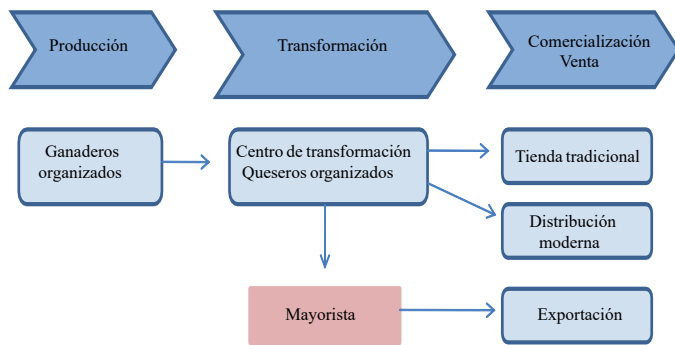 Producción
Transformación
Comercialización
Venta
Ganaderos
organizados
Centro de transformación
Queseros organizados
Tienda tradicional
Distribución
moderna
Mayorista
Exportación